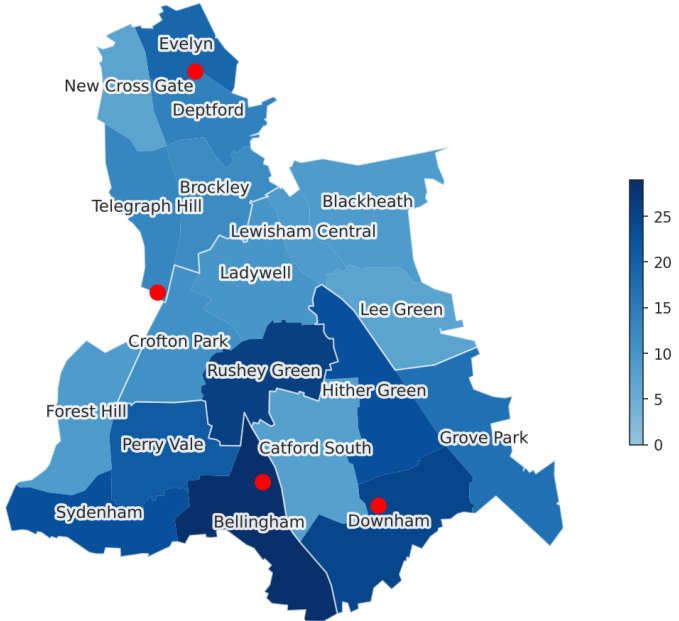 Evelyn
New Cross Gate
Deptford
Brockley
Telegraph Hill
Blackheath
Lewisham Central
Ladywell
Lee Green
Crofton Park
Rushey Green
Hither Green
Forest Hill
Perry Vale
Catford South
Grove Park
Sydenham
Bellingham
Downham
25
20
15
10
5
0